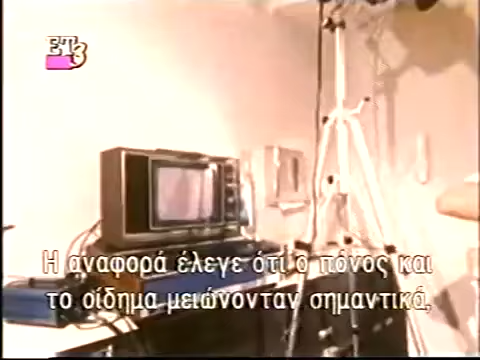 ET3
Η αναφορά έλεγε ότι ο πόνος και
το οίδημα μειώνονταν σημαντικά,